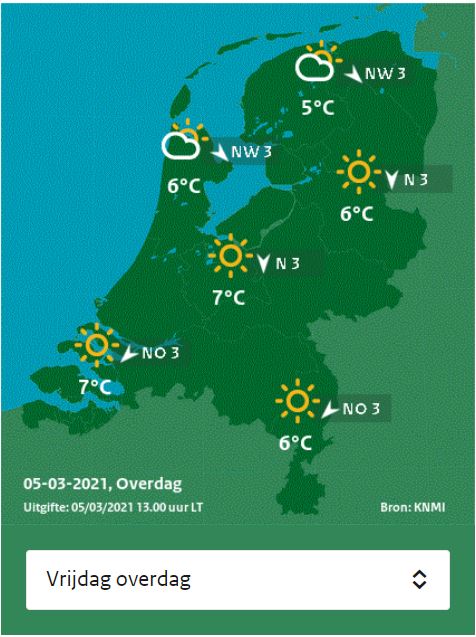 NW 3
5°C
NW 3
6°C
N 3
6°C
N 3
7°C
NO 3
7°C
NO 3
6°C
05-03-2021, Overdag
Uitgifte: 05/03/2021 13.00 uur LT
Bron: KNMI
Vrijdag overdag